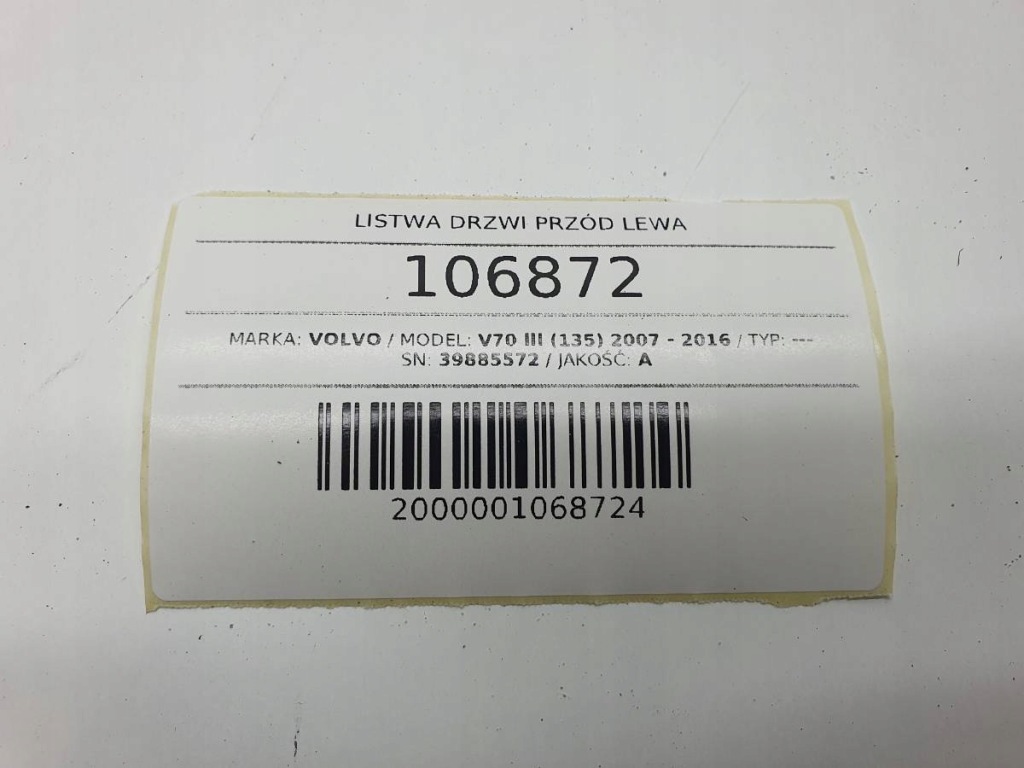 LISTWA DRZWI PRZÓD LEWA
106872
MARKA: VOLVO / MODEL: V70 III (135) 2007 - 2016 / TYP: ---
SN: 39885572 / JAKOŚĆ: A
2000001068724